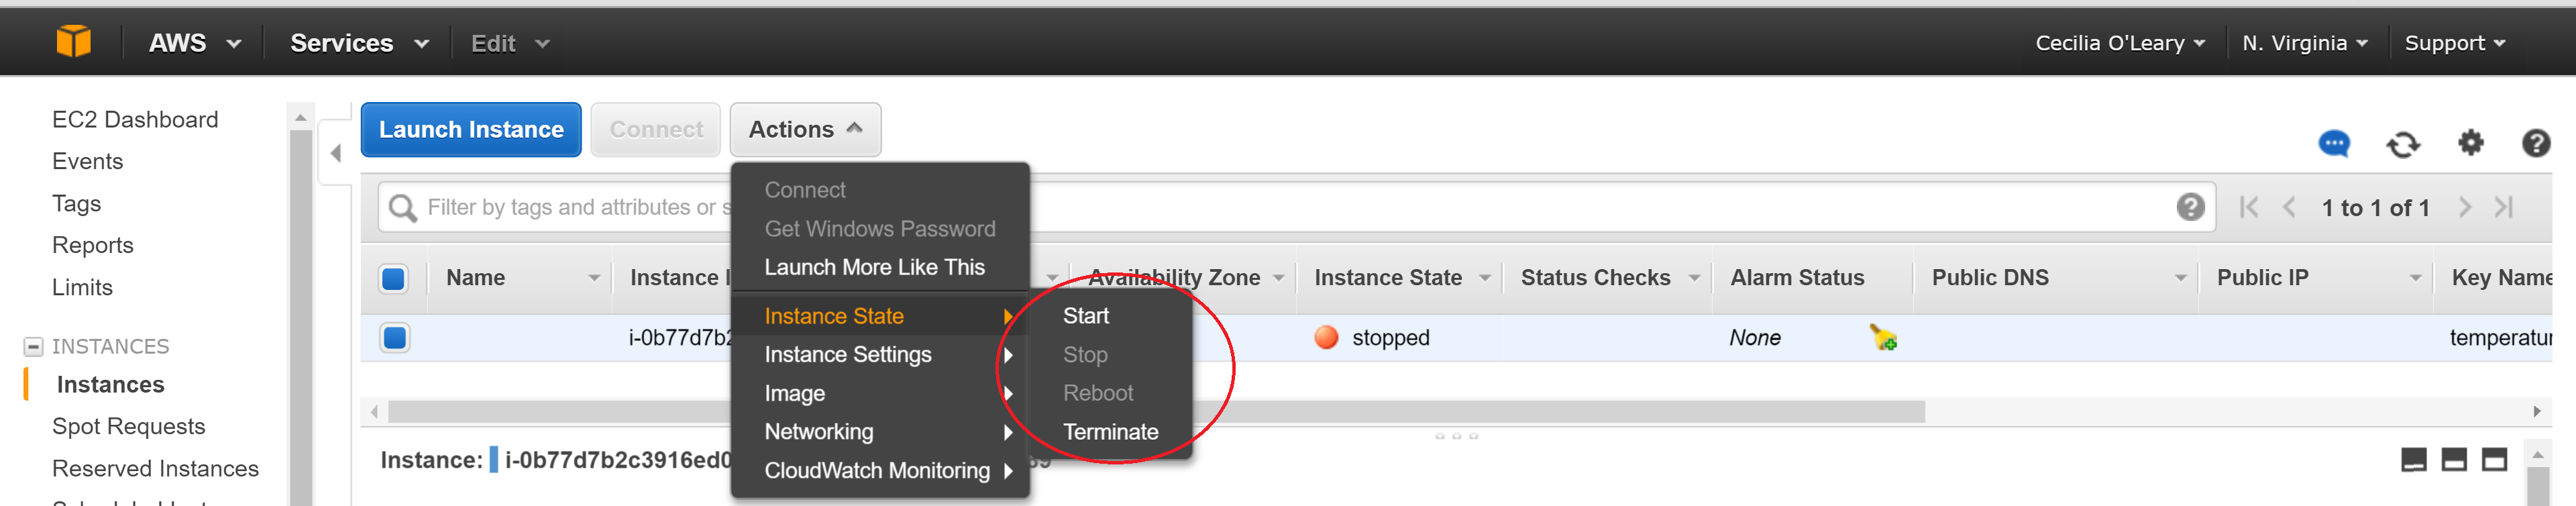 AWS Services Edit Cecilia O'Leary N. Virginia Support
EC2 Dashboard
Events
Tags
Reports
Limits
INSTANCES
Instances
Spot Requests
Reserved Instances
Launch Instance Connect Actions
Filter by tags and attributes or s
1 to 1 of 1
Name Instance I Availability Zone Instance State Status Checks Alarm Status Public DNS Public IP Key Name
i-0b77d7b2 stopped None temperatur
Connect
Get Windows Password
Launch More Like This
Instance State
Instance Settings
Image
Networking
CloudWatch Monitoring
Start
Stop
Reboot
Terminate
Instance: i-0b77d7b2c3916ed0